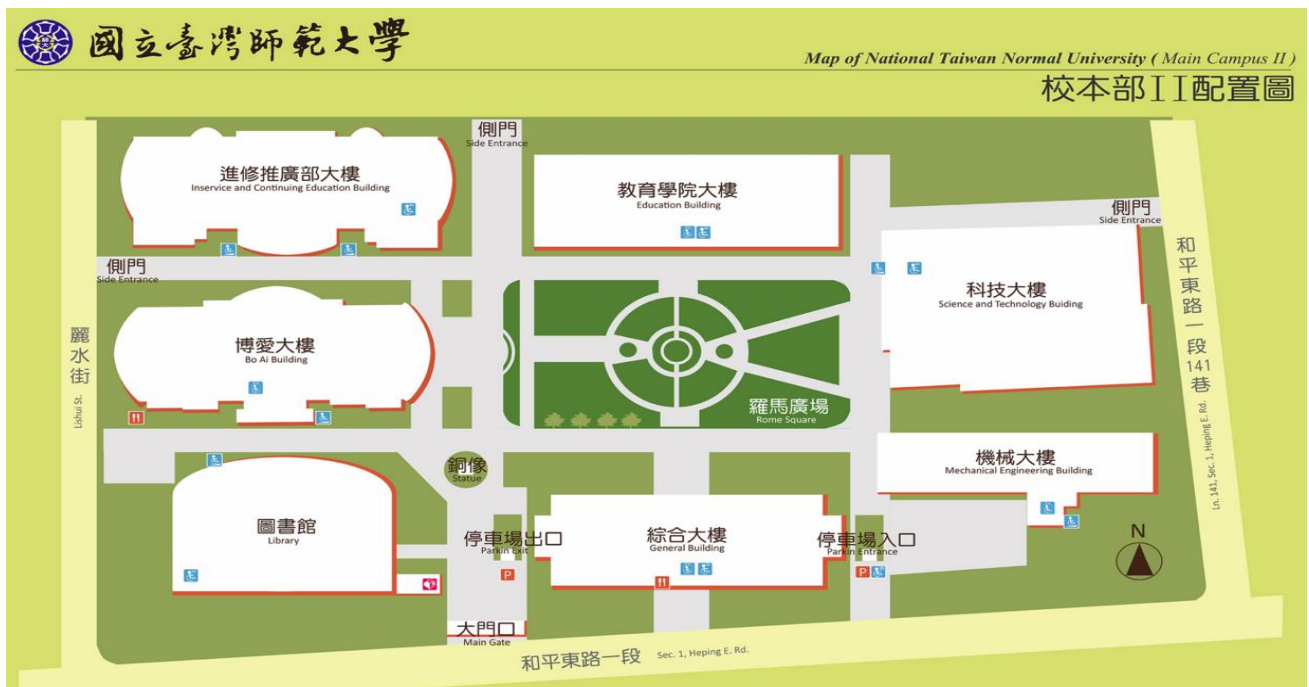 國立臺灣師範大學
Map of National Taiwan Normal University ( Main Campus II )
校本部II配置圖
側門
Side Entrance
進修推廣部大樓
Inservice and Continuing Education Building
教育學院大樓
Education Building
側門
Side Entrance
側門
Side Entrance
科技大樓
Science and Technology Buiding
和平東路一段141巷
Ln. 141, Sec. 1, Heping E. Rd.
麗水街
Lishui St.
博愛大樓
Bo Ai Building
羅馬廣場
Rome Square
銅像
Statue
機械大樓
Mechanical Engineering Building
圖書館
Library
停車場出口
Parkin Exit
P
綜合大樓
General Building
停車場入口
Parkin Entrance
P
N
大門口
Main Gate
和平東路一段 Sec. 1, Heping E. Rd.